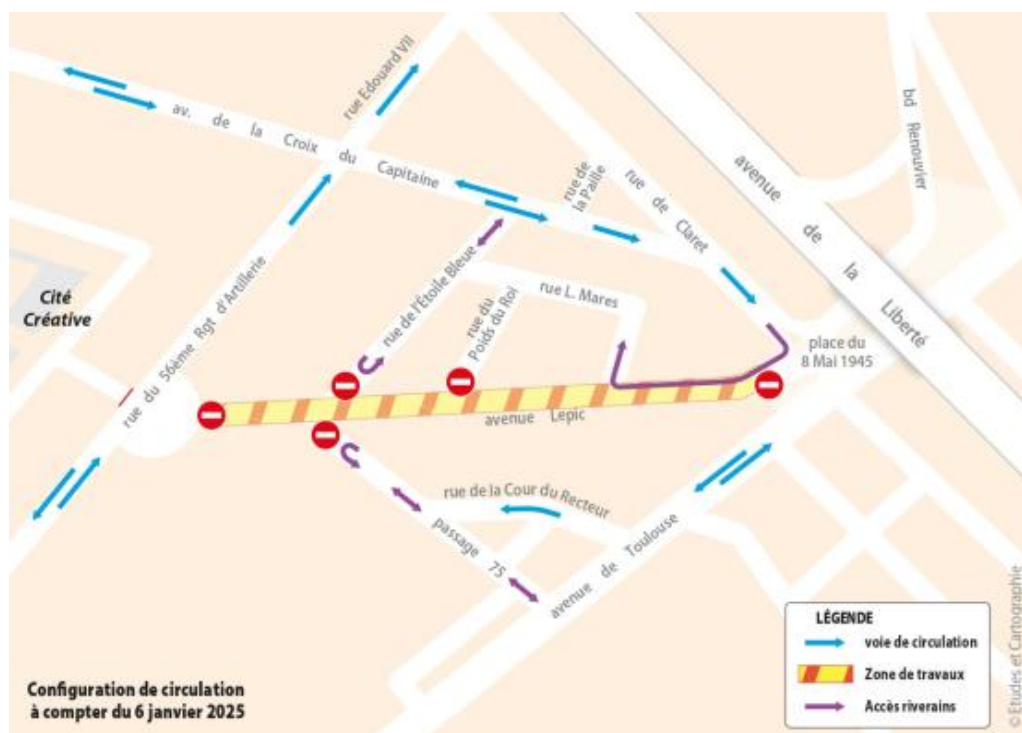 rue Edouard VII
av. de la Croix du Capitaine
bd Renouvier
avenue de la Liberté
rue de
la Paille
rue de Claret
Cité
Créative
rue du 56ème Rgt d'Artillerie
rue de l'Étoile Bleue
rue L. Mares
rue du
Poids du Roi
place du
8 Mai 1945
avenue Lepic
rue de la Cour du Recteur
passage 75
avenue de Toulouse
LÉGENDE
voie de circulation
Zone de travaux
Accès riverains
Configuration de circulation
à compter du 6 janvier 2025
©Etudes et Cartographie